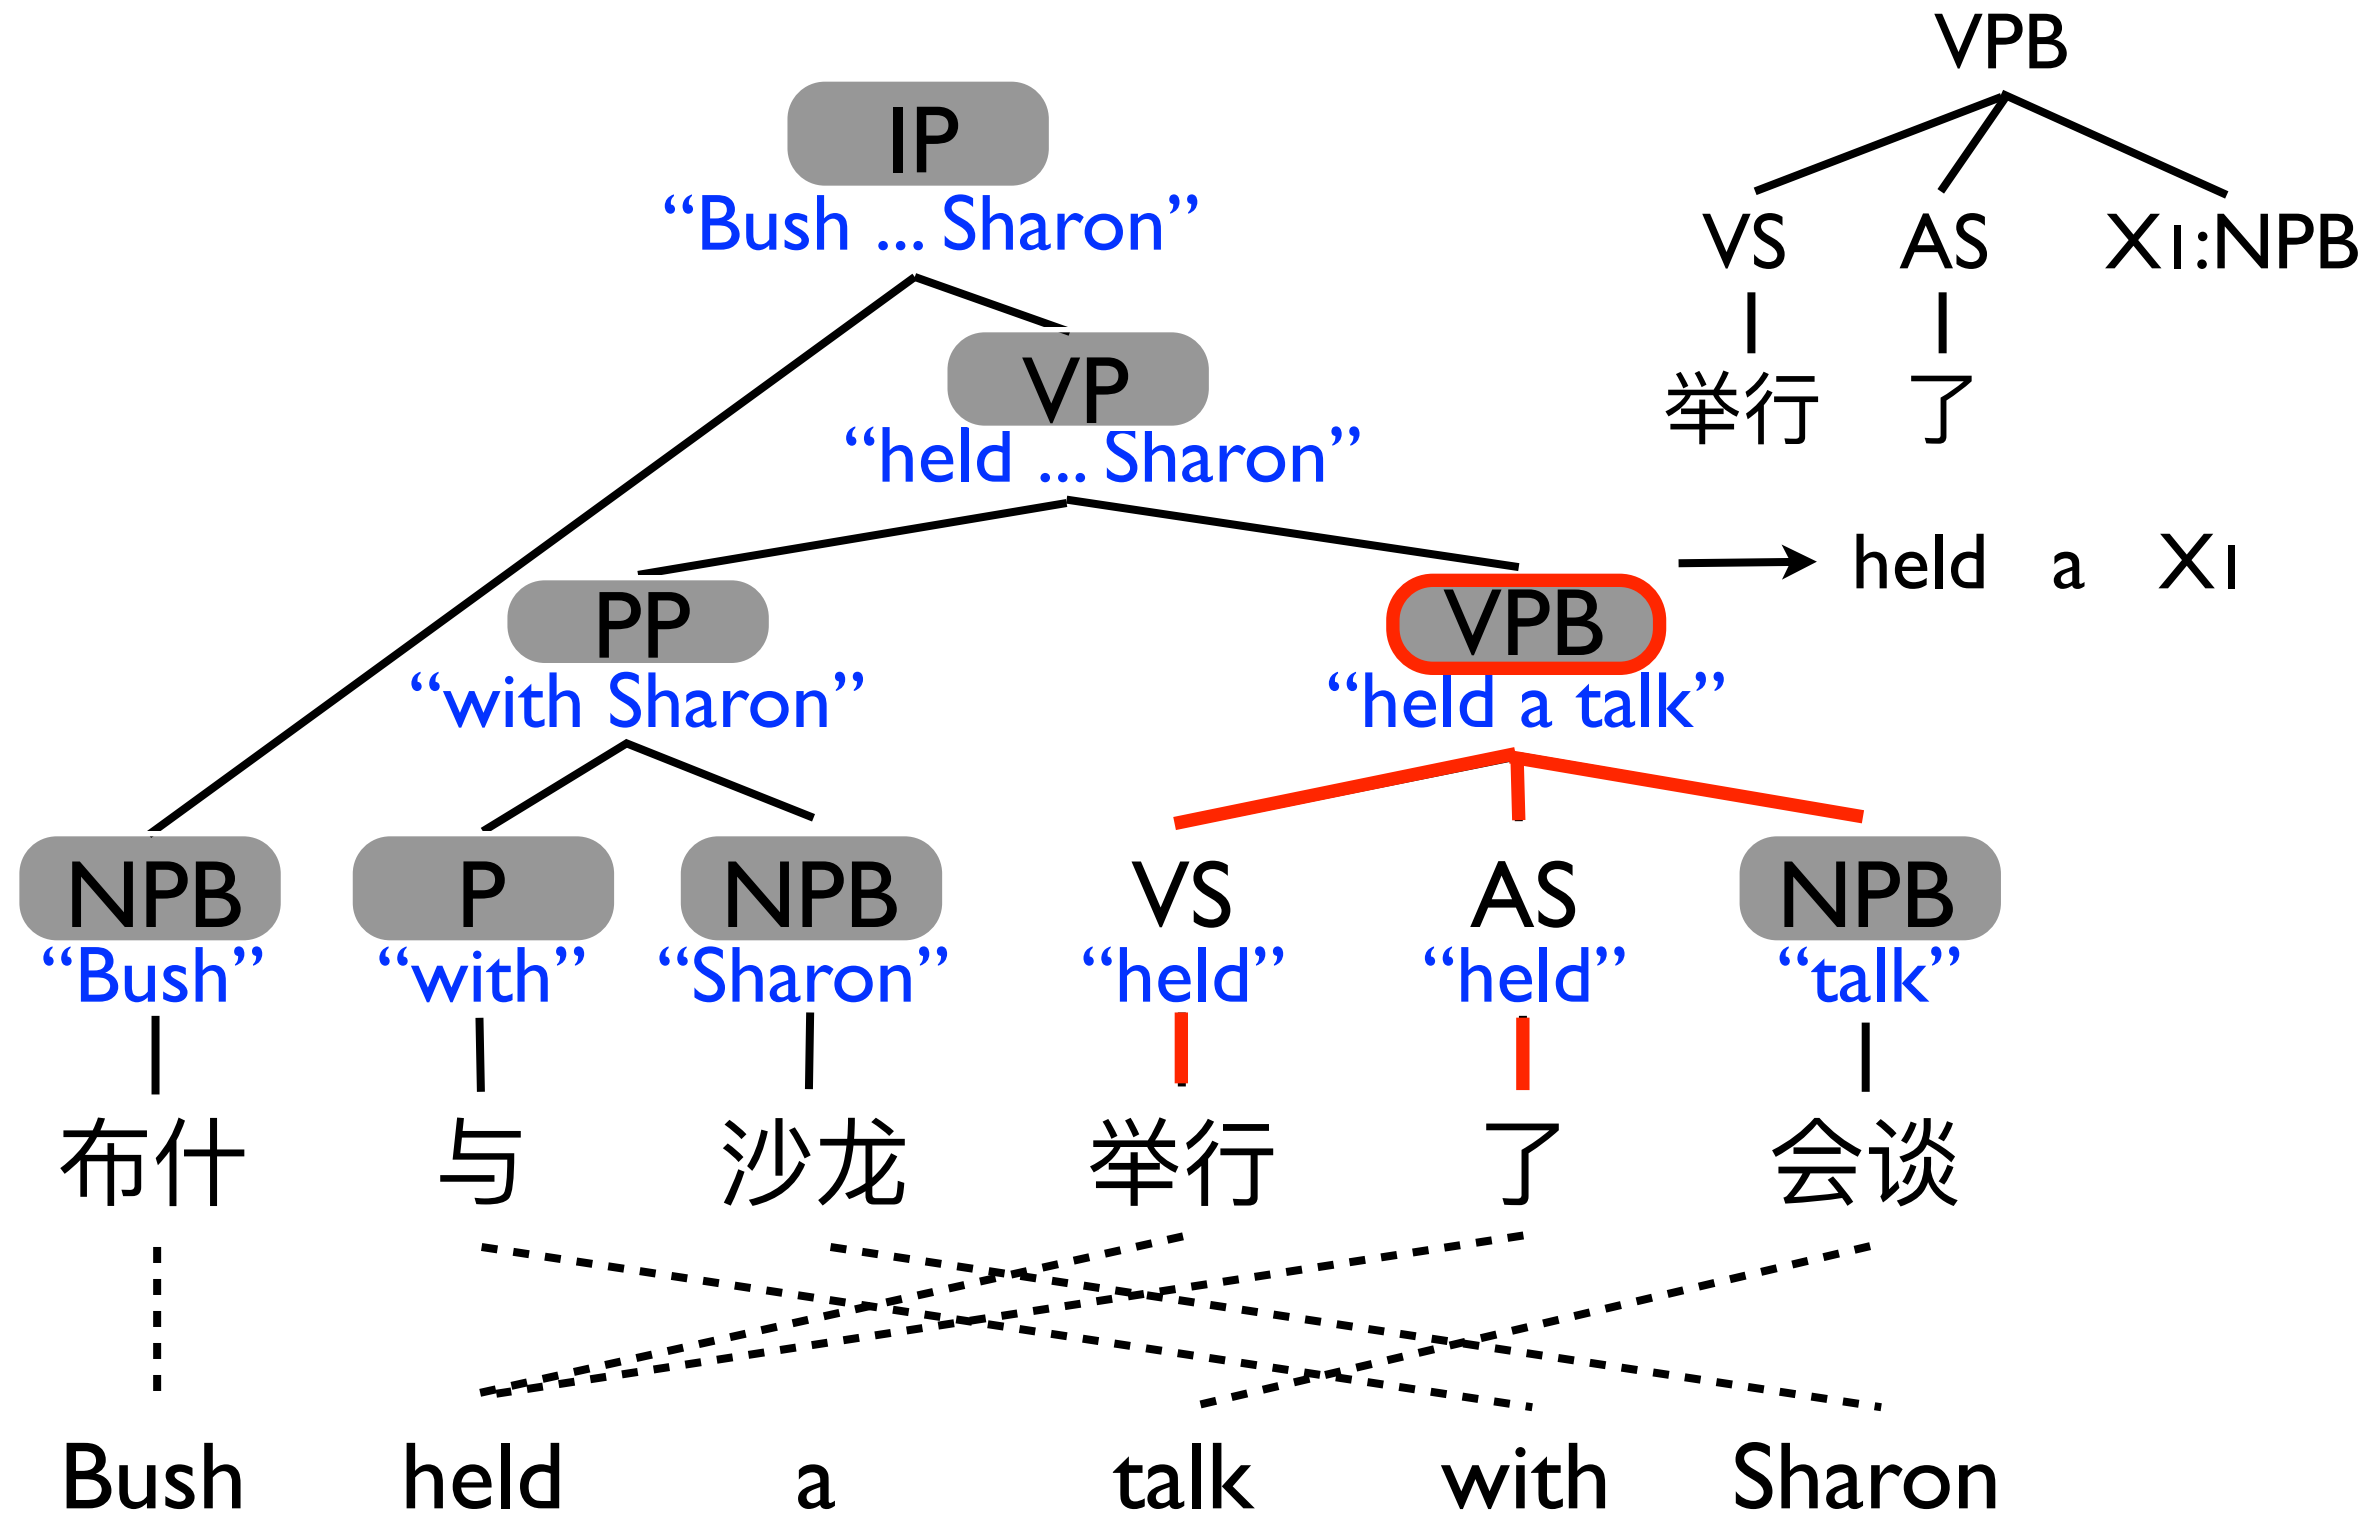 VPB
IP
"Bush ... Sharon"
VS AS X1:NPB
VP
举行 了
"held ... Sharon"
held a X1
PP VPB
"with Sharon" "held a talk"
NPB P NPB VS AS NPB
"Bush" "with" "Sharon" "held" "held" "talk"
布什 与 沙龙 举行 了 会谈
Bush held a talk with Sharon